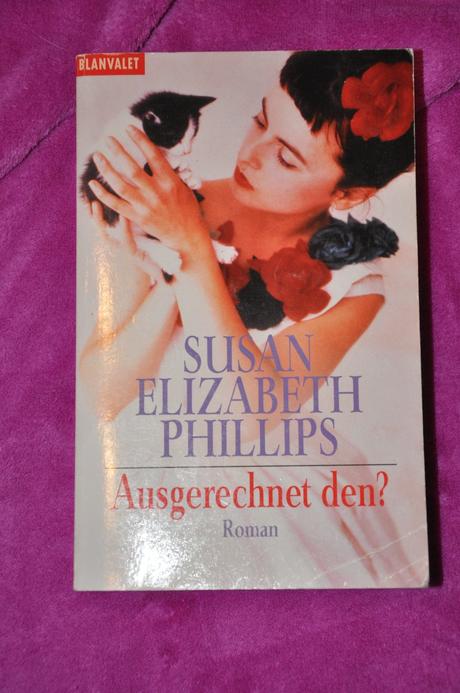 BLANVALET
SUSAN
ELIZABETH
PHILLIPS
Ausgerechnet den?
Roman